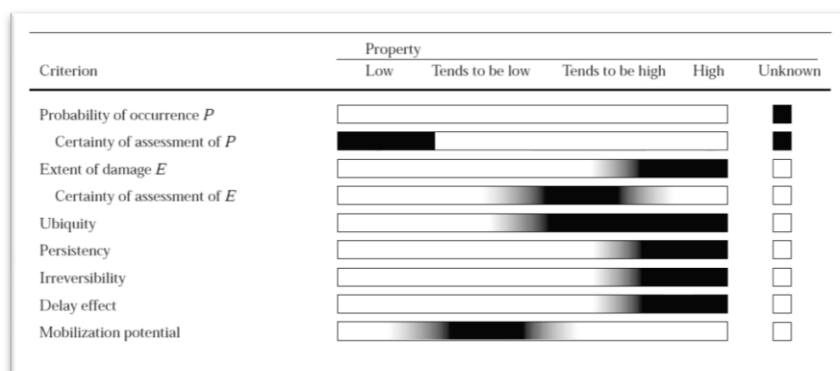 Property
Criterion Low Tends to be low Tends to be high High Unknown
Probability of occurrence P
Certainty of assessment of P
Extent of damage E
Certainty of assessment of E
Ubiquity
Persistency
Irreversibility
Delay effect
Mobilization potential